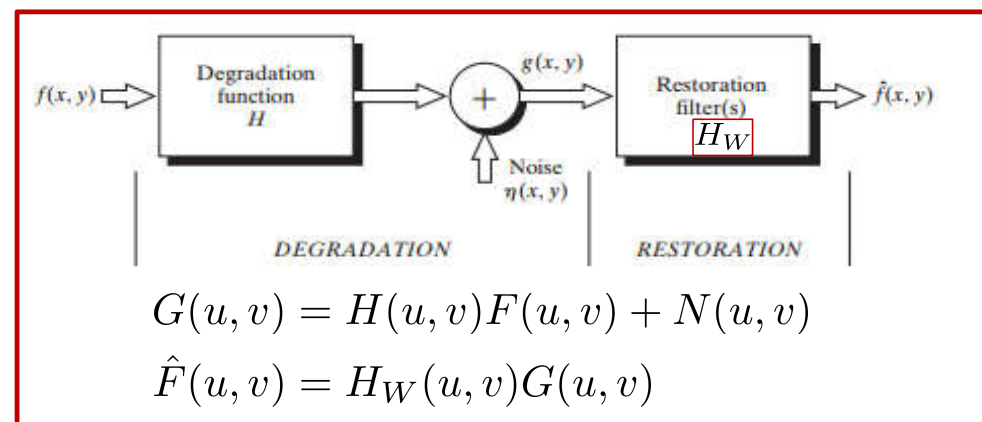 f(x, y)
Degradation
function
H
+
Noise
η(x, y)
g(x, y)
Restoration
filter(s)
H_W
f̂(x, y)
DEGRADATION
RESTORATION
G(u, v) = H(u, v)F(u, v) + N(u, v)
F̂(u, v) = H_W(u, v)G(u, v)